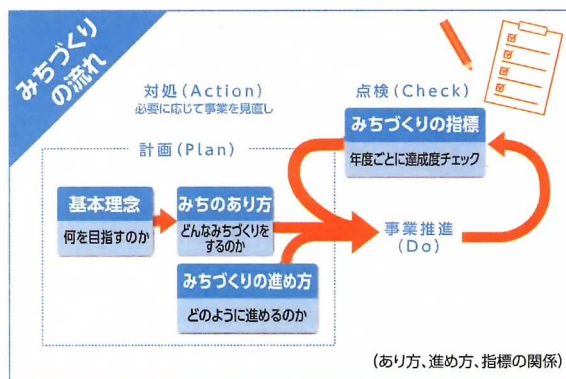 みちづくり
の流れ
対処(Action)
必要に応じて事業を見直し
点検(Check)
みちづくりの指標
年度ごとに達成度チェック
計画(Plan)
基本理念
何を目指すのか
みちのあり方
どんなみちづくりを
するのか
みちづくりの進め方
どのように進めるのか
事業推進
(Do)
(あり方、進め方、指標の関係)